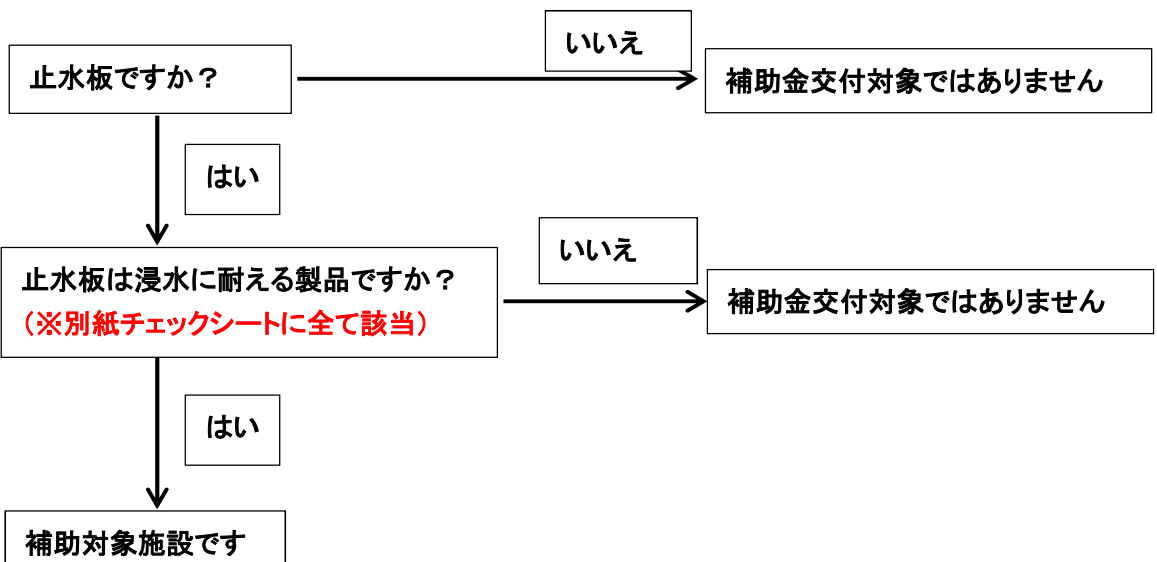 いいえ
止水板ですか？
補助金交付対象ではありません
はい
いいえ
止水板は浸水に耐える製品ですか？
（※別紙チェックシートに全て該当）
補助金交付対象ではありません
はい
補助対象施設です